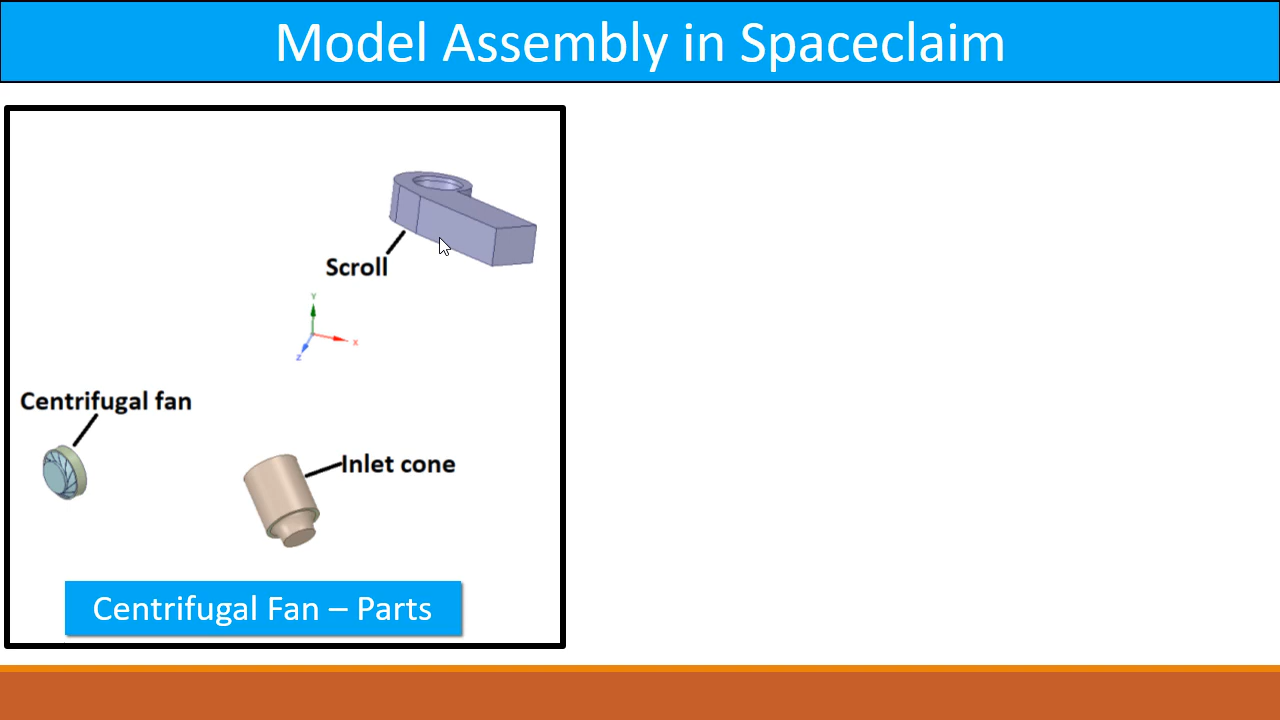 Model Assembly in Spaceclaim
Scroll
Y
X
Z
Centrifugal fan
Inlet cone
Centrifugal Fan – Parts